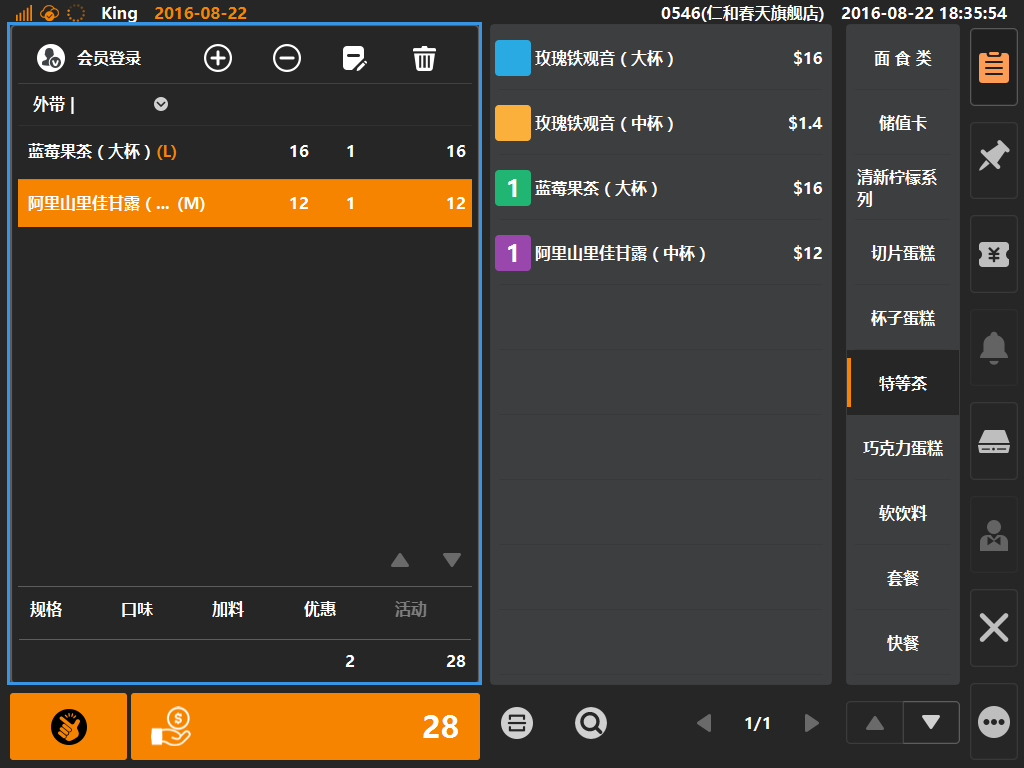 King 2016-08-22 0546(仁和春天旗舰店) 2016-08-22 18:35:54
会员登录
外带 |
蓝莓果茶（大杯）(L) 16 1 16
阿里山里佳甘露（... (M) 12 1 12
规格 口味 加料 优惠 活动
2 28
28
玫瑰铁观音（大杯） $16
玫瑰铁观音（中杯） $1.4
1 蓝莓果茶（大杯） $16
1 阿里山里佳甘露（中杯） $12
1/1
面 食 类
储值卡
清新柠檬系
列
切片蛋糕
杯子蛋糕
特等茶
巧克力蛋糕
软饮料
套餐
快餐
¥